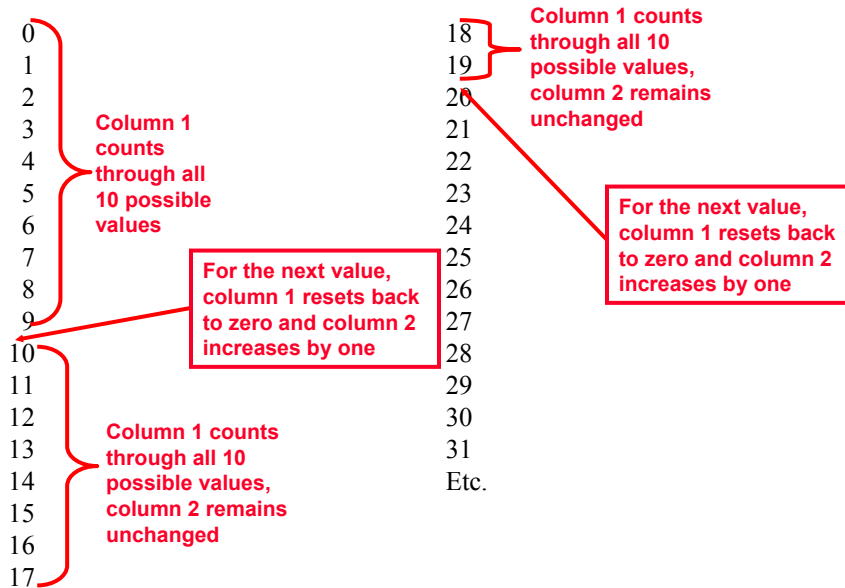 0
1
2
3
4
5
6
7
8
9
Column 1
counts
through all
10 possible
values
For the next value,
column 1 resets back
to zero and column 2
increases by one
10
11
12
13
14
15
16
17
Column 1 counts
through all 10
possible values,
column 2 remains
unchanged
18
19
20
21
22
23
24
25
26
27
28
29
30
31
Etc.
Column 1 counts
through all 10
possible values,
column 2 remains
unchanged
For the next value,
column 1 resets back
to zero and column 2
increases by one